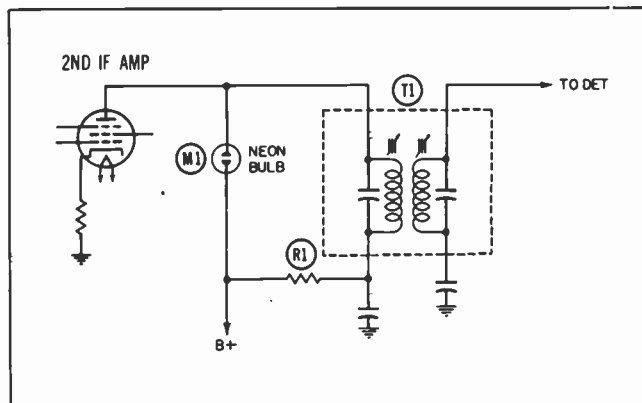 2ND IF AMP
T1
TO DET
M1
NEON
BULB
R1
B+